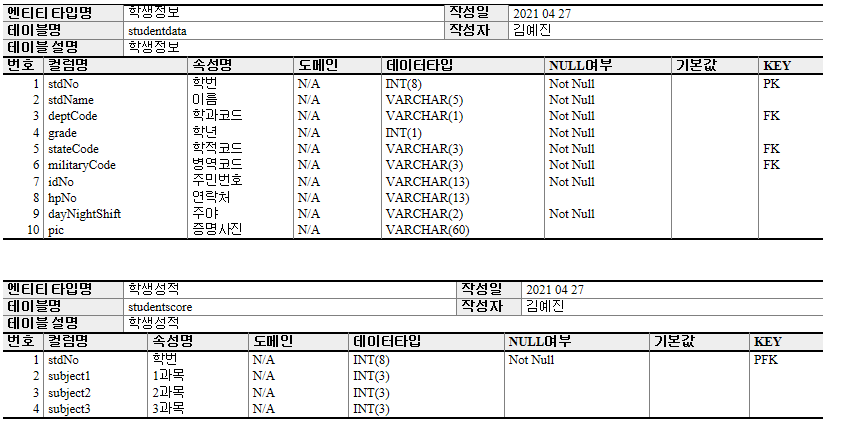 엔티티 타입명 학생정보 작성일 2021 04 27
테이블명 studentdata 작성자 김예진
테이블 설명 학생정보
번호 컬럼명 속성명 도메인 데이터타입 NULL여부 기본값 KEY
1 stdNo 학번 N/A INT(8) Not Null PK
2 stdName 이름 N/A VARCHAR(5) Not Null
3 deptCode 학과코드 N/A VARCHAR(1) Not Null FK
4 grade 학년 N/A INT(1) Not Null
5 stateCode 학적코드 N/A VARCHAR(3) Not Null FK
6 militaryCode 병역코드 N/A VARCHAR(3) Not Null FK
7 idNo 주민번호 N/A VARCHAR(13) Not Null
8 hpNo 연락처 N/A VARCHAR(13)
9 dayNightShift 주야 N/A VARCHAR(2) Not Null
10 pic 증명사진 N/A VARCHAR(60)
엔티티 타입명 학생성적 작성일 2021 04 27
테이블명 studentscore 작성자 김예진
테이블 설명 학생성적
번호 컬럼명 속성명 도메인 데이터타입 NULL여부 기본값 KEY
1 stdNo 학번 N/A INT(8) Not Null PFK
2 subject1 1과목 N/A INT(3)
3 subject2 2과목 N/A INT(3)
4 subject3 3과목 N/A INT(3)